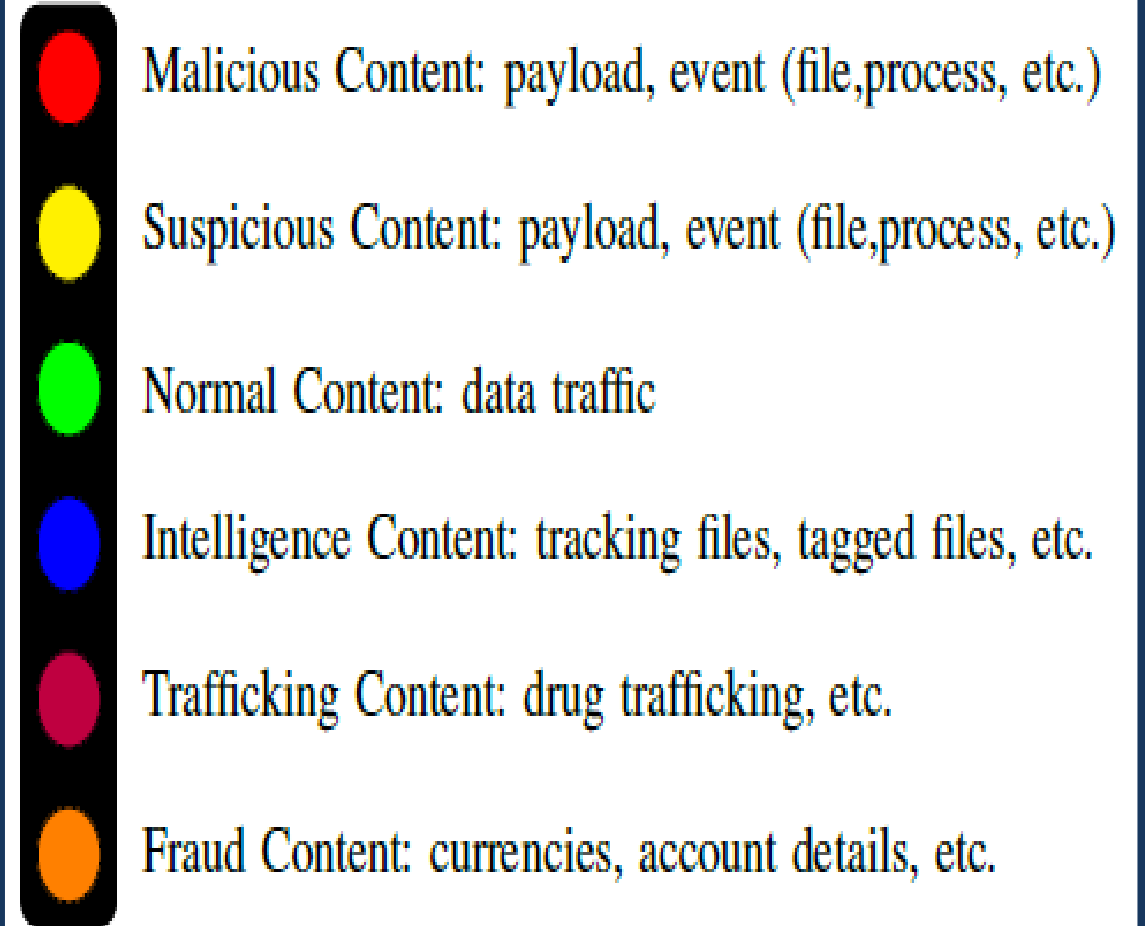 Malicious Content: payload, event (file,process, etc.)
Suspicious Content: payload, event (file,process, etc.)
Normal Content: data traffic
Intelligence Content: tracking files, tagged files, etc.
Trafficking Content: drug trafficking, etc.
Fraud Content: currencies, account details, etc.